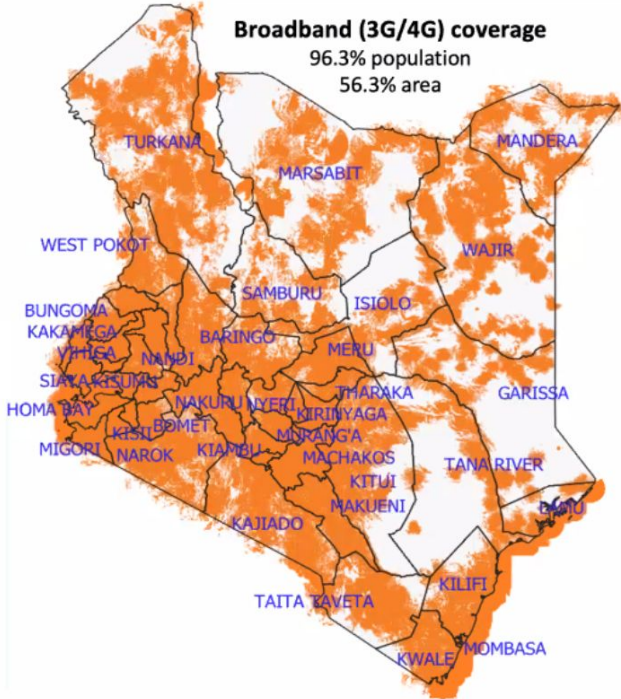 Broadband (3G/4G) coverage
96.3% population
56.3% area
TURKANA
MANDERA
MARSABIT
WEST POKOT
WAJIR
SAMBURU
ISIOLO
BUNGOMA
KAKAMEGA
BARINGO
VIHIGA
NANDI
MERU
SIAYA
KISUMU
THARAKA
GARISSA
HOMA BAY
NAKURU
NYERI
KIRINYAGA
KISII
BOMET
MURANG'A
MIGORI
NAROK
KIAMBU
MACHAKOS
TANA RIVER
KITUI
MAKUENI
LAMU
KAJIADO
KILIFI
TAITA TAVETA
MOMBASA
KWALE